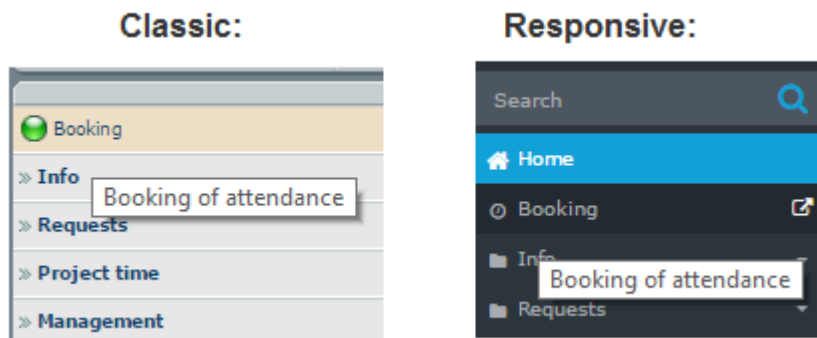 Classic:
Booking
» Info
Booking of attendance
» Requests
» Project time
» Management
Responsive:
Search
Home
Booking
Info
Booking of attendance
Requests